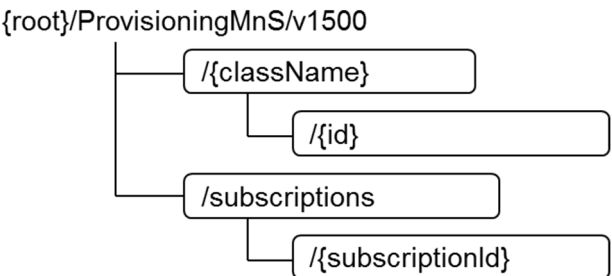 {root}/ProvisioningMnS/v1500
/{className}
/{id}
/subscriptions
/{subscriptionId}